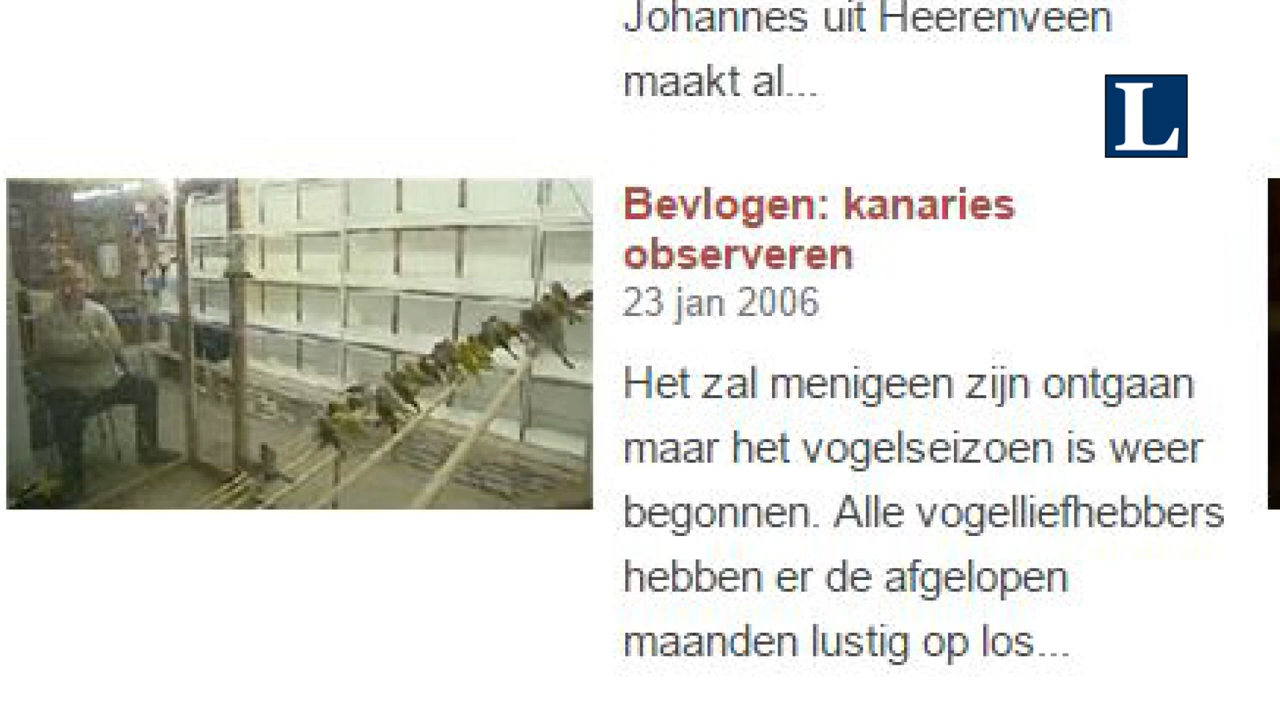 Johannes uit Heerenveen
maakt al...
L
Bevlogen: kanaries
observeren
23 jan 2006
Het zal menigeen zijn ontgaan
maar het vogelseizoen is weer
begonnen. Alle vogelliefhebbers
hebben er de afgelopen
maanden lustig op los...